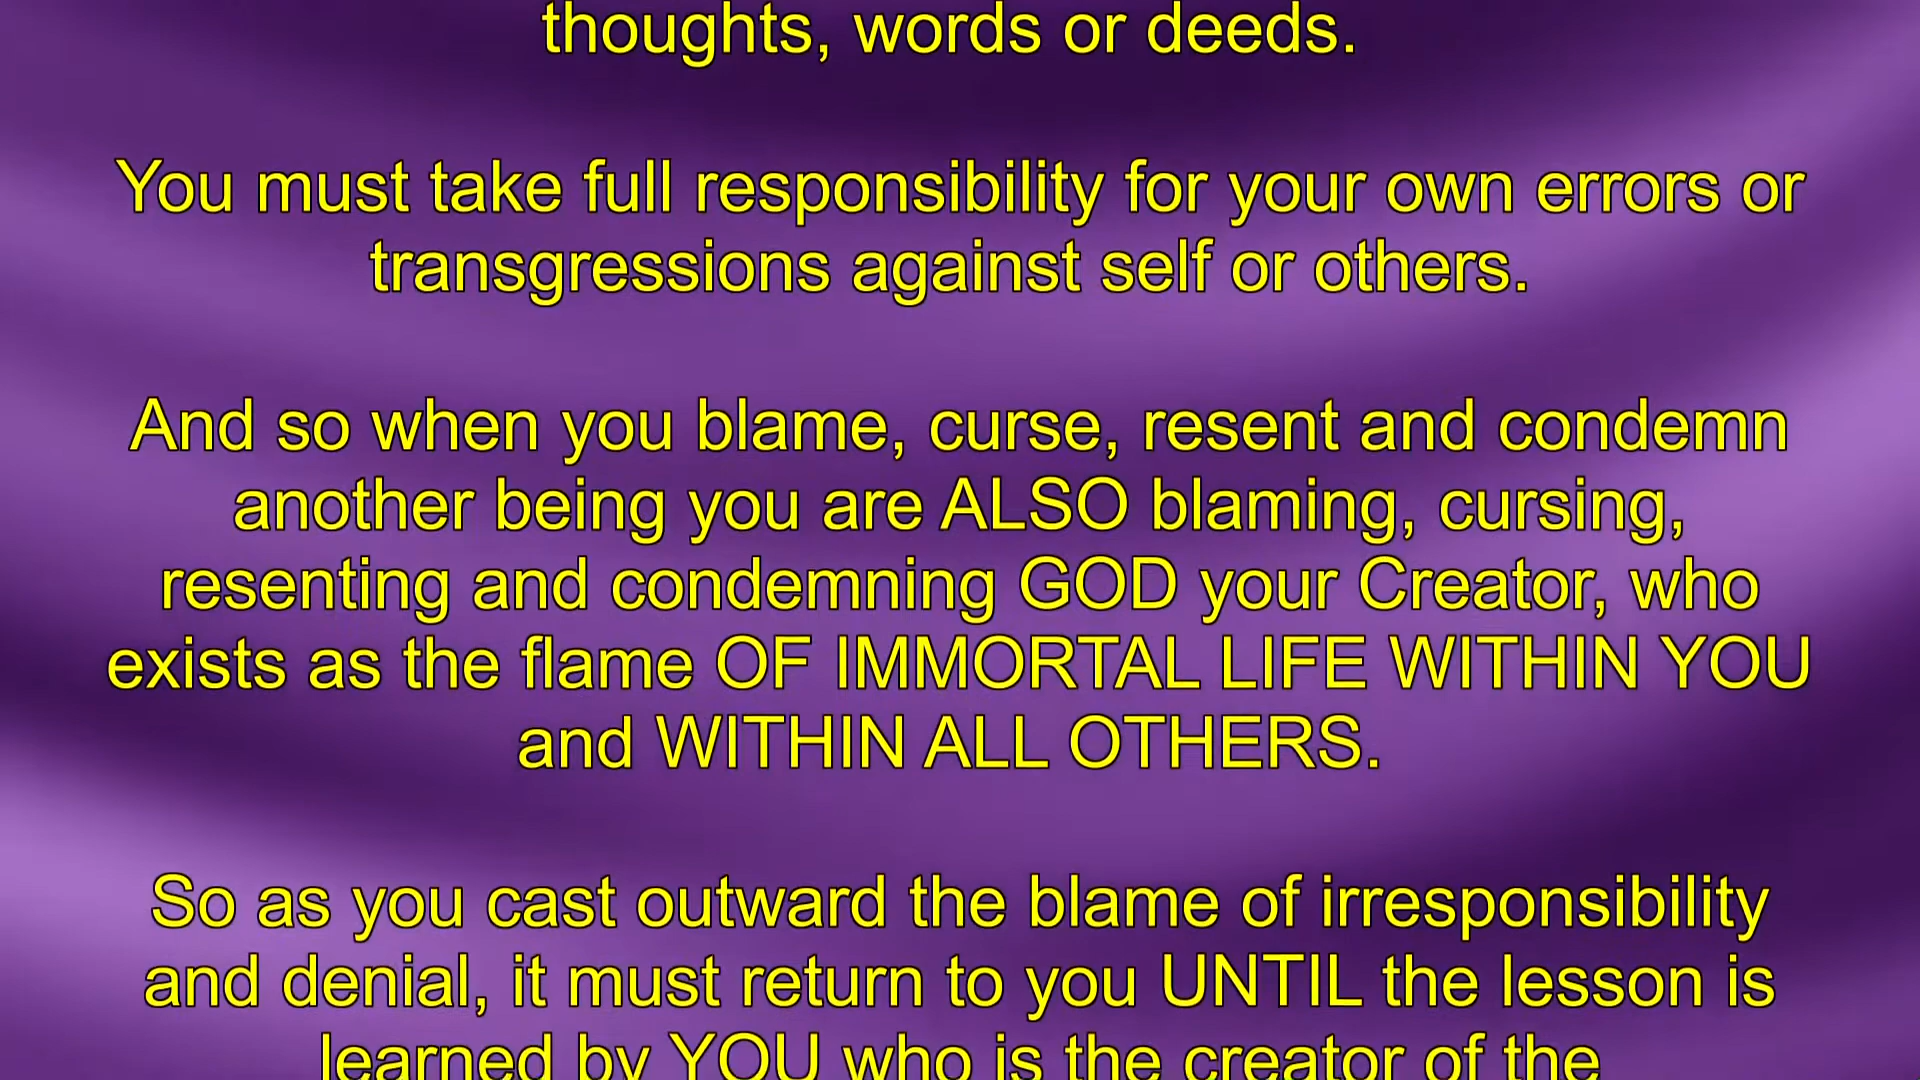 thoughts, words or deeds.
You must take full responsibility for your own errors or
transgressions against self or others.
And so when you blame, curse, resent and condemn
another being you are ALSO blaming, cursing,
resenting and condemning GOD your Creator, who
exists as the flame OF IMMORTAL LIFE WITHIN YOU
and WITHIN ALL OTHERS.
So as you cast outward the blame of irresponsibility
and denial, it must return to you UNTIL the lesson is
learned by YOU who is the creator of the